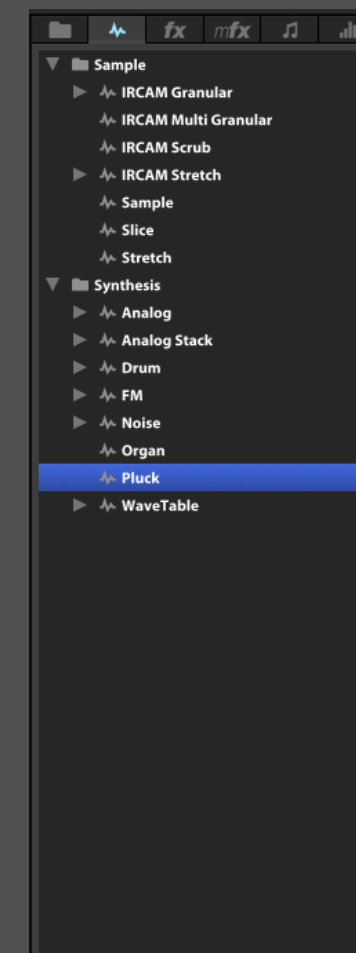 fx
mfx
Sample
IRCAM Granular
IRCAM Multi Granular
IRCAM Scrub
IRCAM Stretch
Sample
Slice
Stretch
Synthesis
Analog
Analog Stack
Drum
FM
Noise
Organ
Pluck
WaveTable